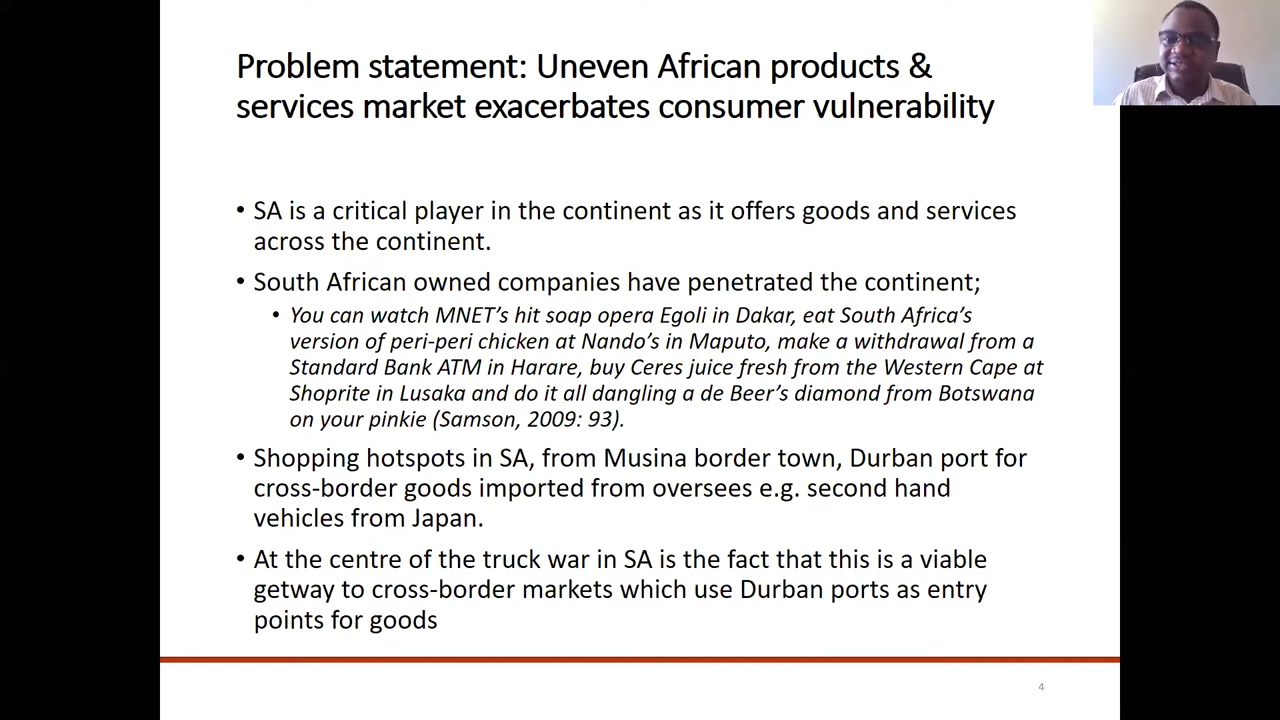 Problem statement: Uneven African products &
services market exacerbates consumer vulnerability
• SA is a critical player in the continent as it offers goods and services
across the continent.
• South African owned companies have penetrated the continent;
• You can watch MNET's hit soap opera Egoli in Dakar, eat South Africa's
version of peri-peri chicken at Nando's in Maputo, make a withdrawal from a
Standard Bank ATM in Harare, buy Ceres juice fresh from the Western Cape at
Shoprite in Lusaka and do it all dangling a de Beer's diamond from Botswana
on your pinkie (Samson, 2009: 93).
• Shopping hotspots in SA, from Musina border town, Durban port for
cross-border goods imported from oversees e.g. second hand
vehicles from Japan.
• At the centre of the truck war in SA is the fact that this is a viable
getway to cross-border markets which use Durban ports as entry
points for goods
4